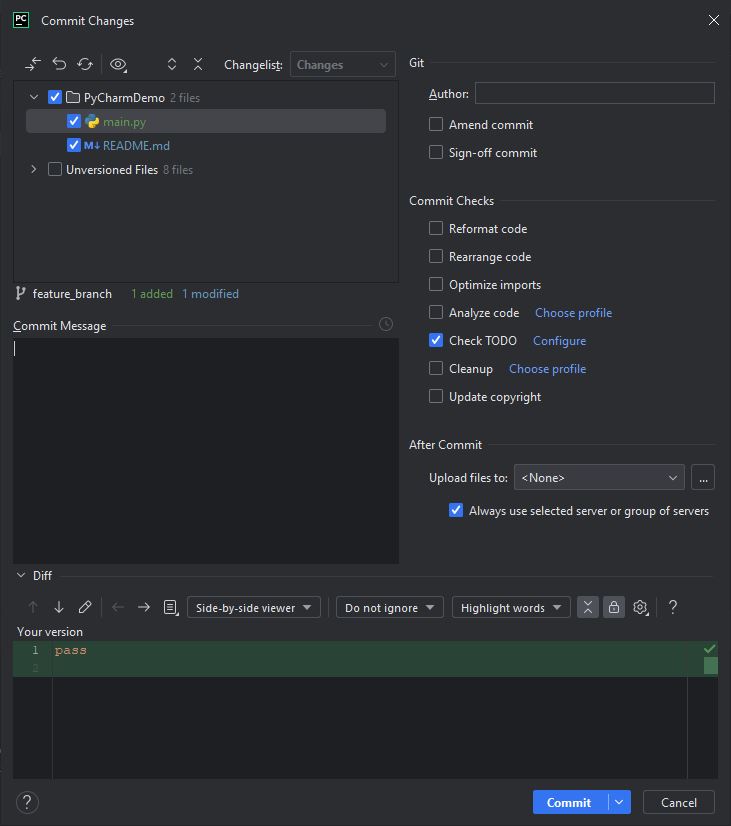 PC Commit Changes
Changelist: Changes
PyCharmDemo 2 files
main.py
M↓ README.md
Unversioned Files 8 files
feature_branch 1 added 1 modified
Commit Message
Git
Author:
Amend commit
Sign-off commit
Commit Checks
Reformat code
Rearrange code
Optimize imports
Analyze code Choose profile
Check TODO Configure
Cleanup Choose profile
Update copyright
After Commit
Upload files to: <None> ...
Always use selected server or group of servers
Diff
Side-by-side viewer Do not ignore Highlight words ?
Your version
1 pass
2
? Commit Cancel